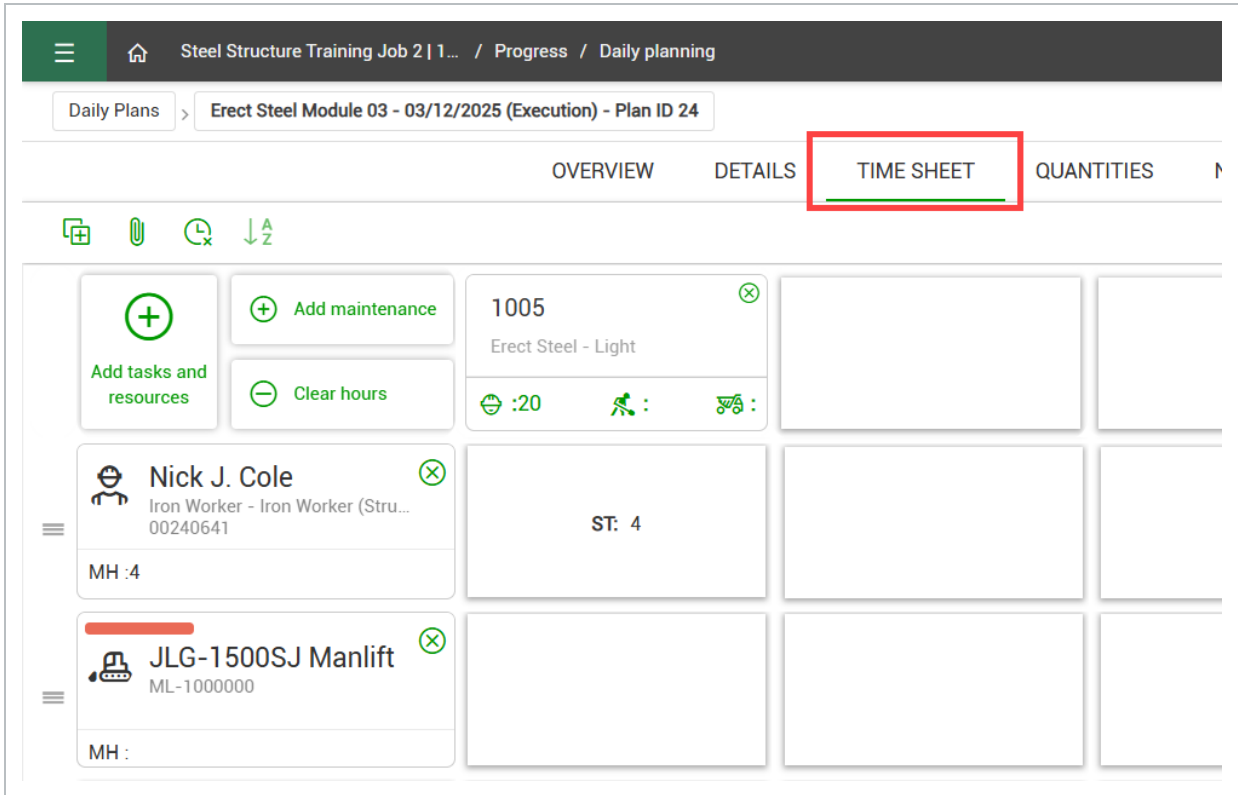 Steel Structure Training Job 2 | 1... / Progress / Daily planning
Daily Plans > Erect Steel Module 03 - 03/12/2025 (Execution) - Plan ID 24
OVERVIEW DETAILS TIME SHEET QUANTITIES N
A
Z
Add tasks and
resources
Add maintenance
Clear hours
1005
Erect Steel - Light
:20 : :
Nick J. Cole
Iron Worker - Iron Worker (Stru...
00240641
MH :4
ST: 4
JLG-1500SJ Manlift
ML-1000000
MH :